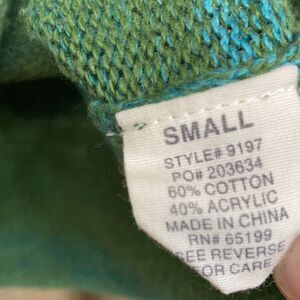 SMALL
STYLE# 9197
PO# 203634
60% COTTON
40% ACRYLIC
MADE IN CHINA
RN# 65199
SEE REVERSE
FOR CARE